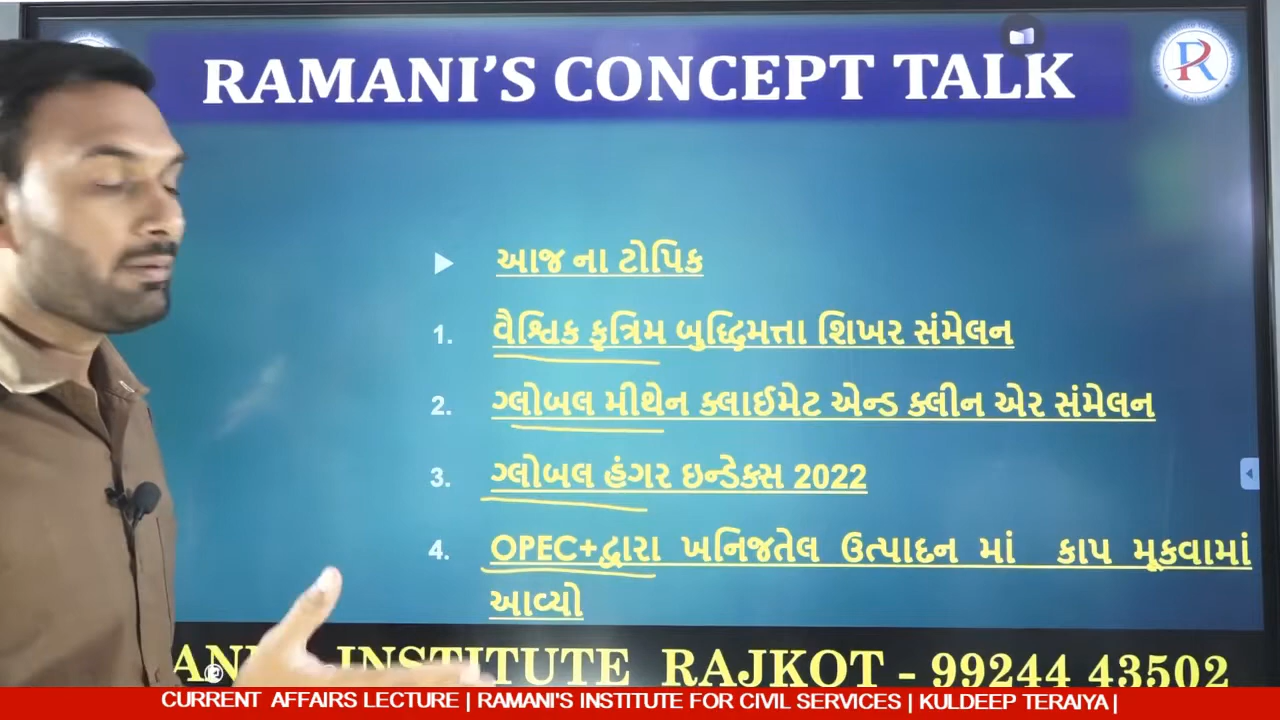 RAMANI'S CONCEPT TALK
આજ ના ટોપિક
1. વૈશ્વિક કૃત્રિમ બુધ્ધિમત્તા શિખર સંમેલન
2. ગ્લોબલ મીથેન ક્લાઈમેટ એન્ડ ક્લીન એર સંમેલન
3. ગ્લોબલ હંગર ઇન્ડેક્સ 2022
4. OPEC+દ્વારા ખનિજતેલ ઉત્પાદન માં કાપ મૂકવામાં
આવ્યો
INSTITUTE RAJKOT - 99244 43502
CURRENT AFFAIRS LECTURE | RAMANI'S INSTITUTE FOR CIVIL SERVICES | KULDEEP TERAIYA |